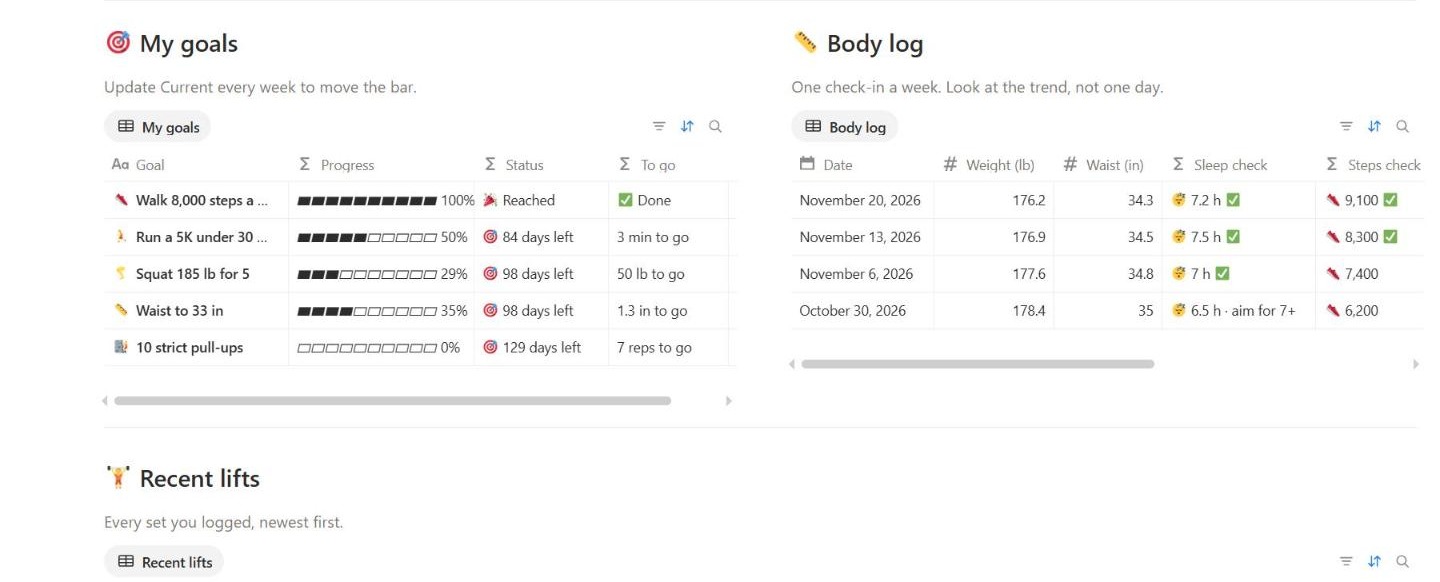 My goals
Update Current every week to move the bar.
My goals
Goal Progress Status To go
Walk 8,000 steps a ... 100% Reached Done
Run a 5K under 30 ... 50% 84 days left 3 min to go
Squat 185 lb for 5 29% 98 days left 50 lb to go
Waist to 33 in 35% 98 days left 1.3 in to go
10 strict pull-ups 0% 129 days left 7 reps to go
Body log
One check-in a week. Look at the trend, not one day.
Body log
Date Weight (lb) Waist (in) Sleep check Steps check
November 20, 2026 176.2 34.3 7.2 h 9,100
November 13, 2026 176.9 34.5 7.5 h 8,300
November 6, 2026 177.6 34.8 7 h 7,400
October 30, 2026 178.4 35 6.5 h · aim for 7+ 6,200
Recent lifts
Every set you logged, newest first.
Recent lifts